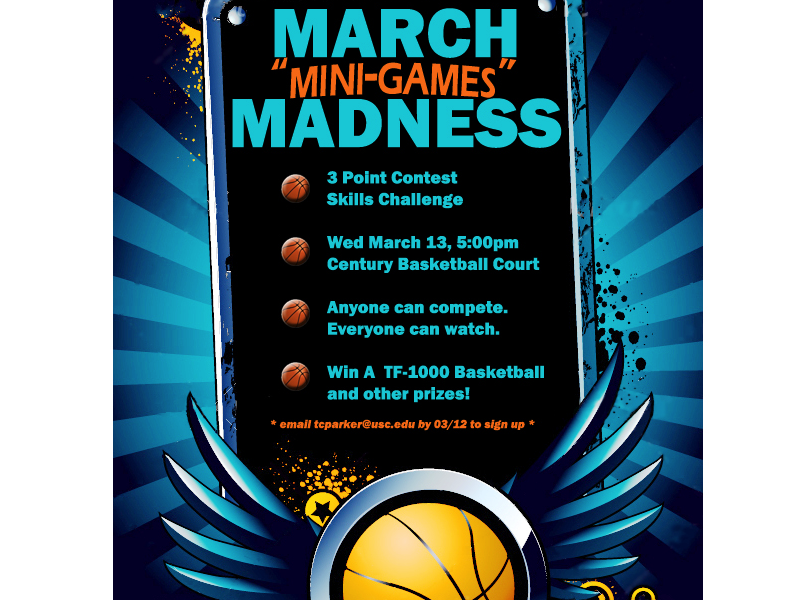 MARCH
"MINI-GAMES"
MADNESS
3 Point Contest
Skills Challenge
Wed March 13, 5:00pm
Century Basketball Court
Anyone can compete.
Everyone can watch.
Win A TF-1000 Basketball
and other prizes!
* email tcparker@usc.edu by 03/12 to sign up *